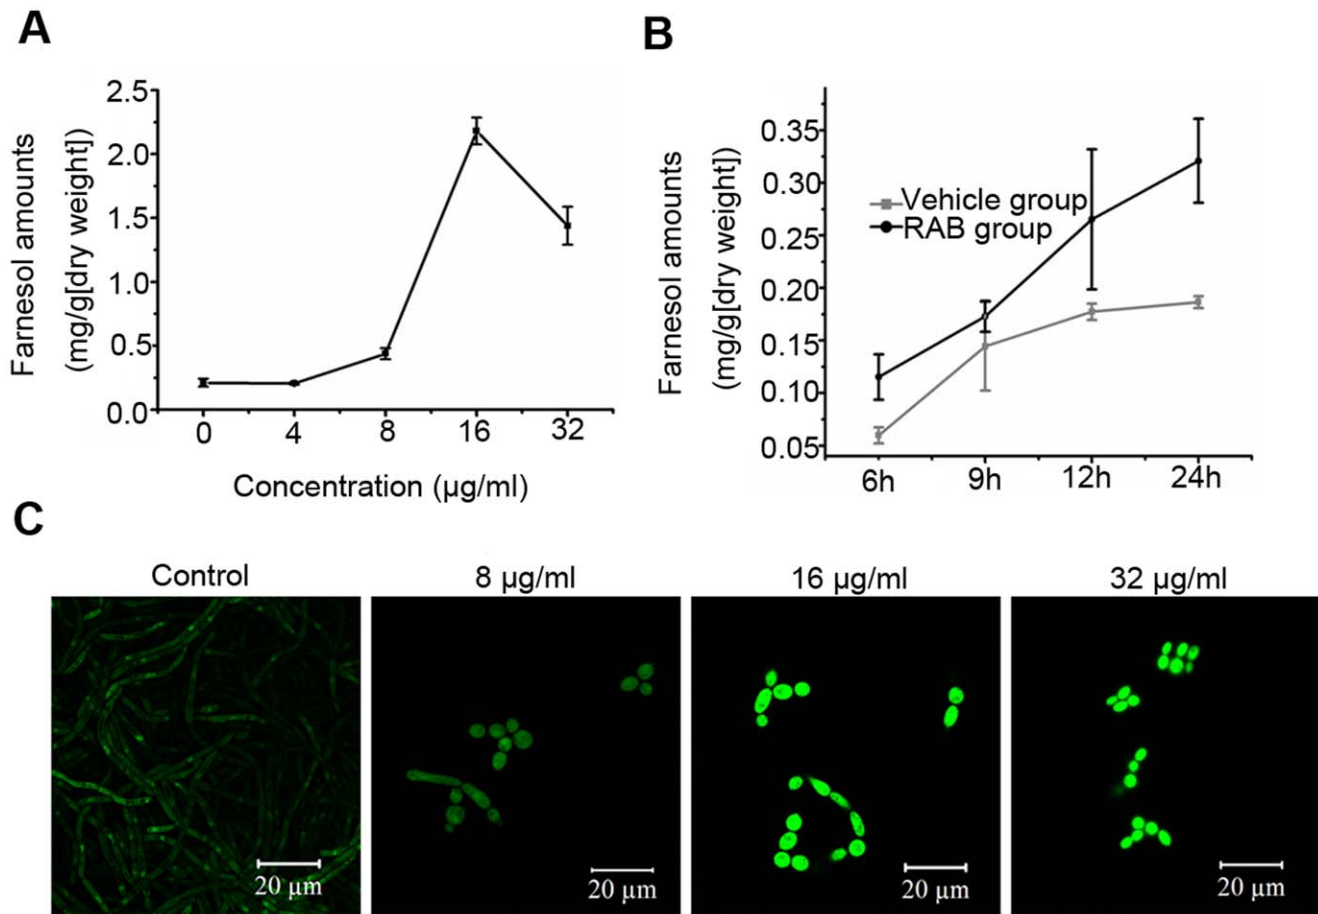 A
Farnesol amounts
(mg/g[dry weight])
2.5
2.0
1.5
1.0
0.5
0.0
0 4 8 16 32
Concentration (µg/ml)
B
Farnesol amounts
(mg/g[dry weight])
0.35
0.30
0.25
0.20
0.15
0.10
0.05
Vehicle group
RAB group
6h 9h 12h 24h
C
Control 8 µg/ml 16 µg/ml 32 µg/ml
20 µm 20 µm 20 µm 20 µm